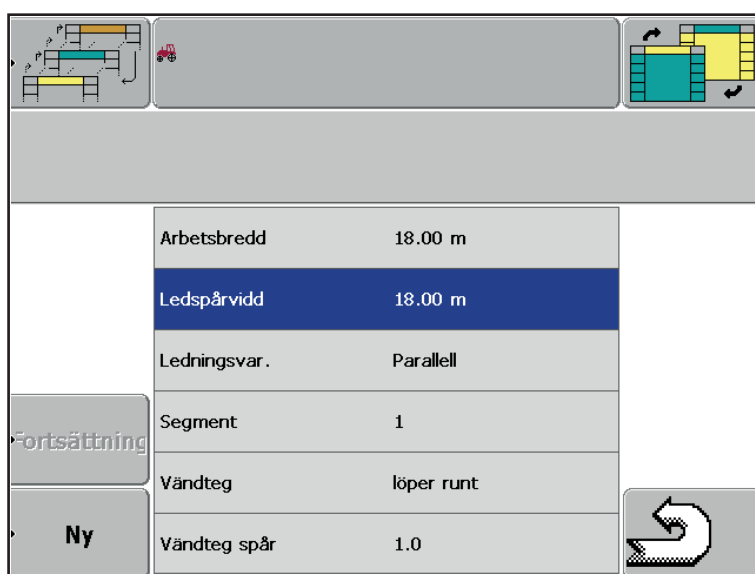 Arbetsbredd 18.00 m
Ledspårvidd 18.00 m
Ledningsvar. Parallell
Segment 1
Fortsättning
Vändteg löper runt
Ny
Vändteg spår 1.0